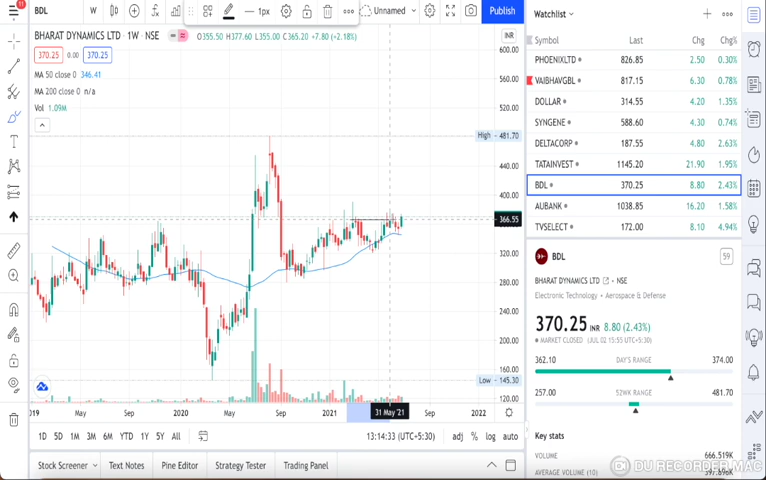 11
BDL
W
1px
Unnamed
Publish
BHARAT DYNAMICS LTD · 1W · NSE
O355.50 H377.60 L355.00 C365.20 +7.80 (+2.18%)
INR
370.25 0.00 370.25
MA 50 close 0 346.41
MA 200 close 0 n/a
Vol 1.09M
600.00
560.00
520.00
High 481.70
440.00
400.00
366.55
320.00
280.00
240.00
200.00
160.00
Low 145.30
120.00
2019 May Sep 2020 May Sep 2021 31 May '21 Sep 2022
1D 5D 1M 3M 6M YTD 1Y 5Y All
13:14:33 (UTC+5:30) adj % log auto
Stock Screener Text Notes Pine Editor Strategy Tester Trading Panel
Watchlist
Symbol Last Chg Chg%
PHOENIXLTD 826.85 2.50 0.30%
VAIBHAVGBL 817.15 6.30 0.78%
DOLLAR 314.55 4.20 1.35%
SYNGENE 588.60 4.30 0.74%
DELTACORP 187.55 4.80 2.63%
TATAINVEST 1145.20 21.90 1.95%
BDL 370.25 8.80 2.43%
AUBANK 1038.85 16.20 1.58%
TVSELECT 172.00 8.10 4.94%
BDL
59
BHARAT DYNAMICS LTD · NSE
Electronic Technology • Aerospace & Defense
370.25 INR 8.80 (2.43%)
MARKET CLOSED (JUL 02 15:55 UTC+5:30)
362.10 DAY'S RANGE 374.00
257.00 52WK RANGE 481.70
Key stats
VOLUME 666.519K
AVERAGE VOLUME (10)
DU RECORDER MAC